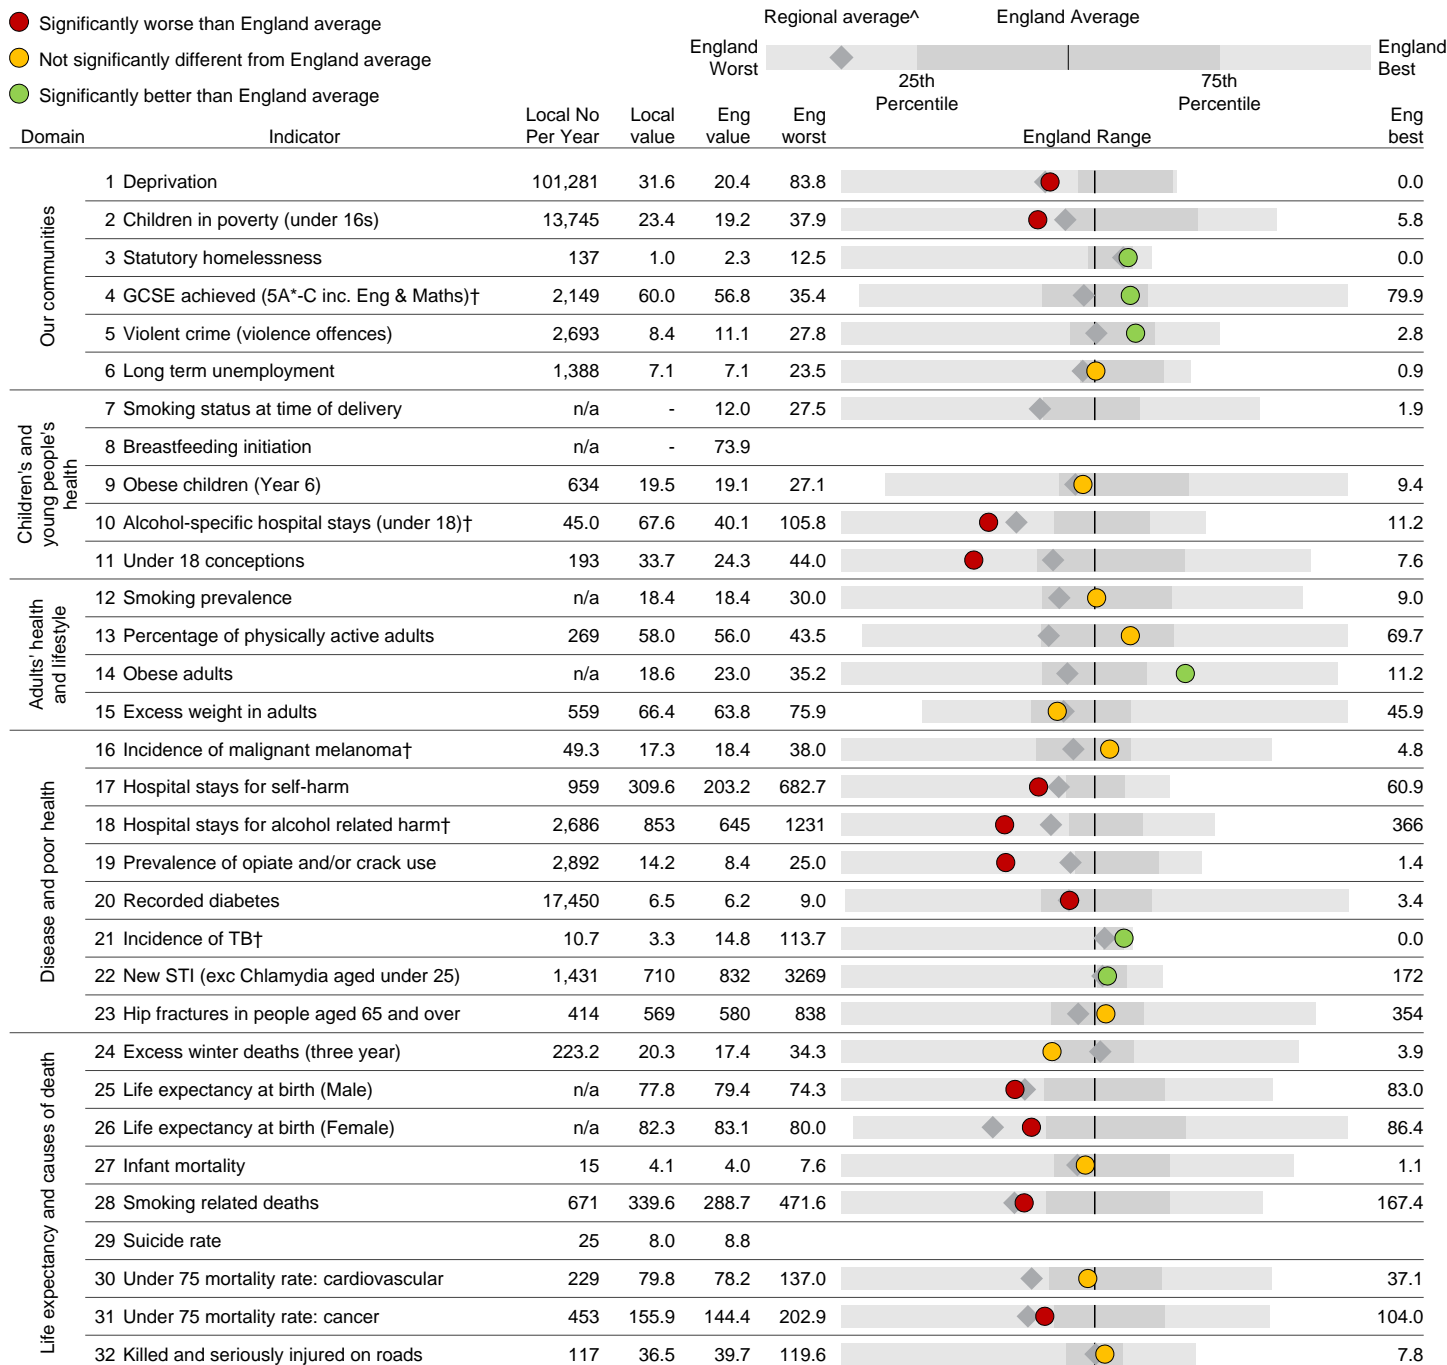 Significantly worse than England average
Not significantly different from England average
Significantly better than England average
Regional average^ England Average
England Worst England Best
25th Percentile 75th Percentile
Domain Indicator Local No Per Year Local value Eng value Eng worst England Range Eng best
Our communities
1 Deprivation 101,281 31.6 20.4 83.8 0.0
2 Children in poverty (under 16s) 13,745 23.4 19.2 37.9 5.8
3 Statutory homelessness 137 1.0 2.3 12.5 0.0
4 GCSE achieved (5A*-C inc. Eng & Maths)† 2,149 60.0 56.8 35.4 79.9
5 Violent crime (violence offences) 2,693 8.4 11.1 27.8 2.8
6 Long term unemployment 1,388 7.1 7.1 23.5 0.9
Children's and young people's health
7 Smoking status at time of delivery n/a - 12.0 27.5 1.9
8 Breastfeeding initiation n/a - 73.9
9 Obese children (Year 6) 634 19.5 19.1 27.1 9.4
10 Alcohol-specific hospital stays (under 18)† 45.0 67.6 40.1 105.8 11.2
11 Under 18 conceptions 193 33.7 24.3 44.0 7.6
Adults' health and lifestyle
12 Smoking prevalence n/a 18.4 18.4 30.0 9.0
13 Percentage of physically active adults 269 58.0 56.0 43.5 69.7
14 Obese adults n/a 18.6 23.0 35.2 11.2
15 Excess weight in adults 559 66.4 63.8 75.9 45.9
Disease and poor health
16 Incidence of malignant melanoma† 49.3 17.3 18.4 38.0 4.8
17 Hospital stays for self-harm 959 309.6 203.2 682.7 60.9
18 Hospital stays for alcohol related harm† 2,686 853 645 1231 366
19 Prevalence of opiate and/or crack use 2,892 14.2 8.4 25.0 1.4
20 Recorded diabetes 17,450 6.5 6.2 9.0 3.4
21 Incidence of TB† 10.7 3.3 14.8 113.7 0.0
22 New STI (exc Chlamydia aged under 25) 1,431 710 832 3269 172
23 Hip fractures in people aged 65 and over 414 569 580 838 354
Life expectancy and causes of death
24 Excess winter deaths (three year) 223.2 20.3 17.4 34.3 3.9
25 Life expectancy at birth (Male) n/a 77.8 79.4 74.3 83.0
26 Life expectancy at birth (Female) n/a 82.3 83.1 80.0 86.4
27 Infant mortality 15 4.1 4.0 7.6 1.1
28 Smoking related deaths 671 339.6 288.7 471.6 167.4
29 Suicide rate 25 8.0 8.8
30 Under 75 mortality rate: cardiovascular 229 79.8 78.2 137.0 37.1
31 Under 75 mortality rate: cancer 453 155.9 144.4 202.9 104.0
32 Killed and seriously injured on roads 117 36.5 39.7 119.6 7.8